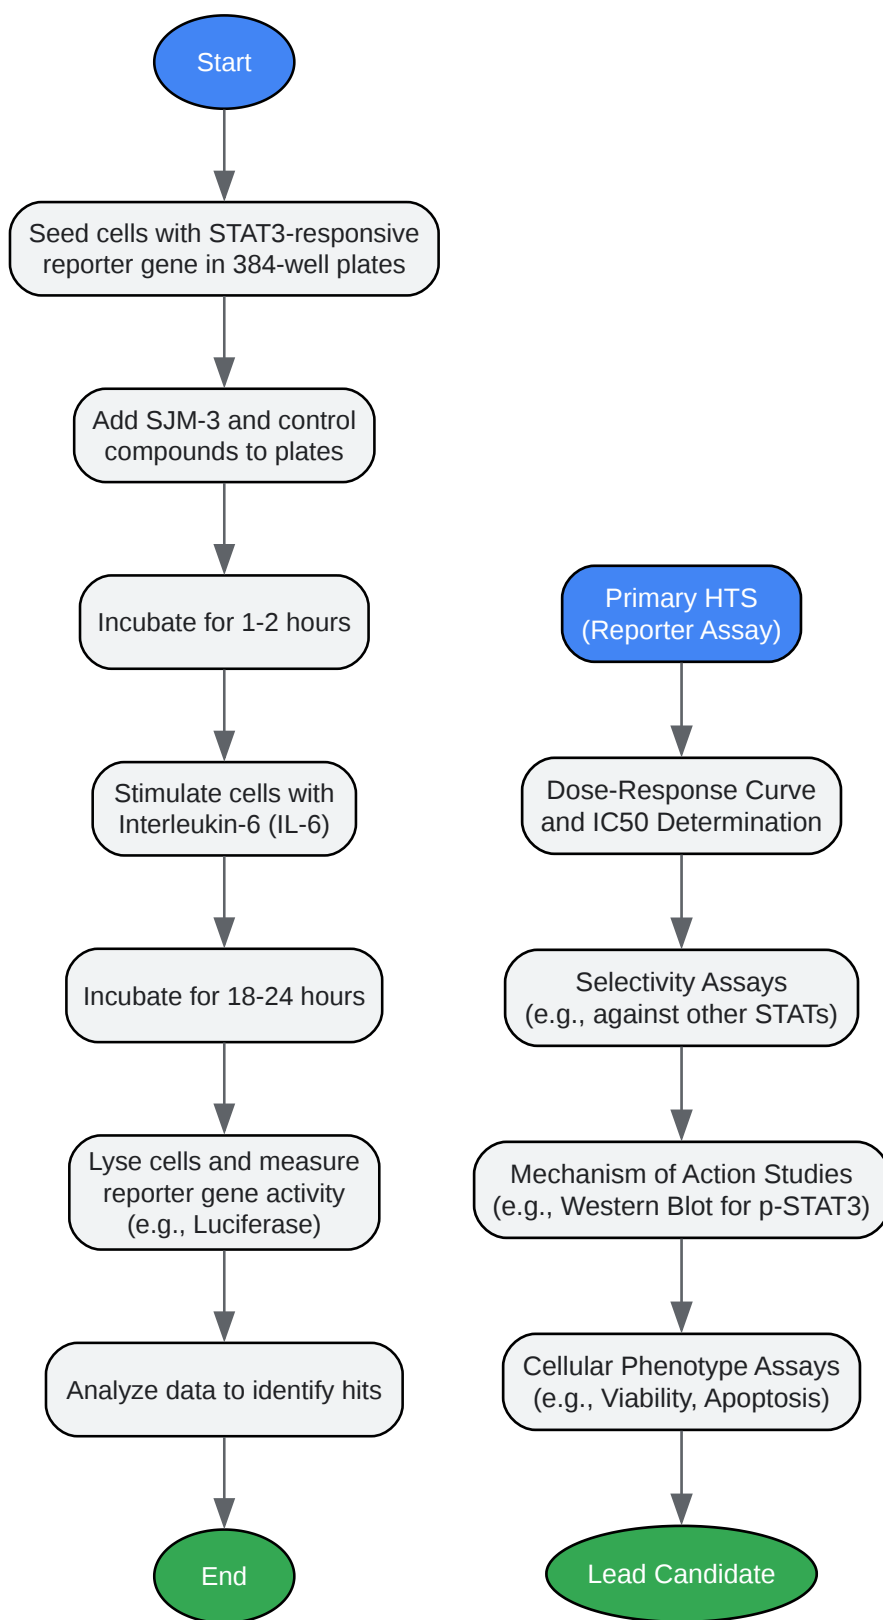 Start
Seed cells with STAT3-responsive
reporter gene in 384-well plates
Add SJM-3 and control
compounds to plates
Incubate for 1-2 hours
Stimulate cells with
Interleukin-6 (IL-6)
Incubate for 18-24 hours
Lyse cells and measure
reporter gene activity
(e.g., Luciferase)
Analyze data to identify hits
End
Primary HTS
(Reporter Assay)
Dose-Response Curve
and IC50 Determination
Selectivity Assays
(e.g., against other STATs)
Mechanism of Action Studies
(e.g., Western Blot for p-STAT3)
Cellular Phenotype Assays
(e.g., Viability, Apoptosis)
Lead Candidate